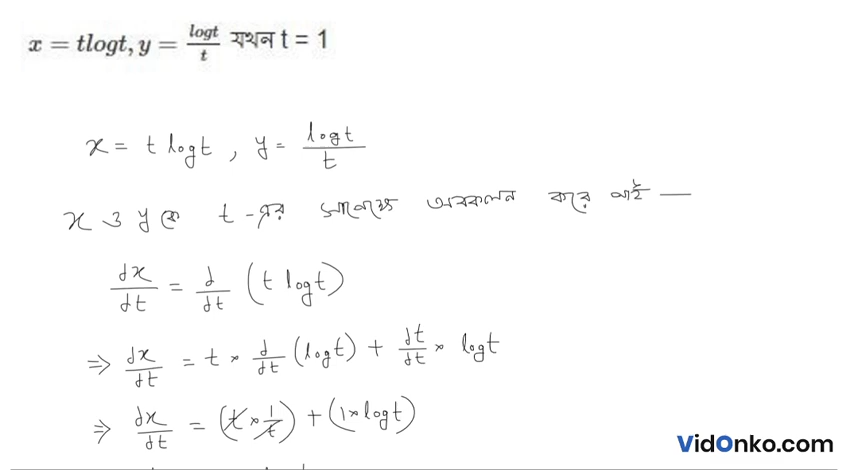 x = tlogt, y = logt/t যখন t = 1
x = t logt , y = logt/t
x ও y কে t -এর সাপেক্ষে অবকলন করে পাই —
dx/dt = d/dt (t logt)
⇒ dx/dt = t × d/dt (logt) + dt/dt × logt
⇒ dx/dt = (t × 1/t) + (1 × logt)
VidOnko.com